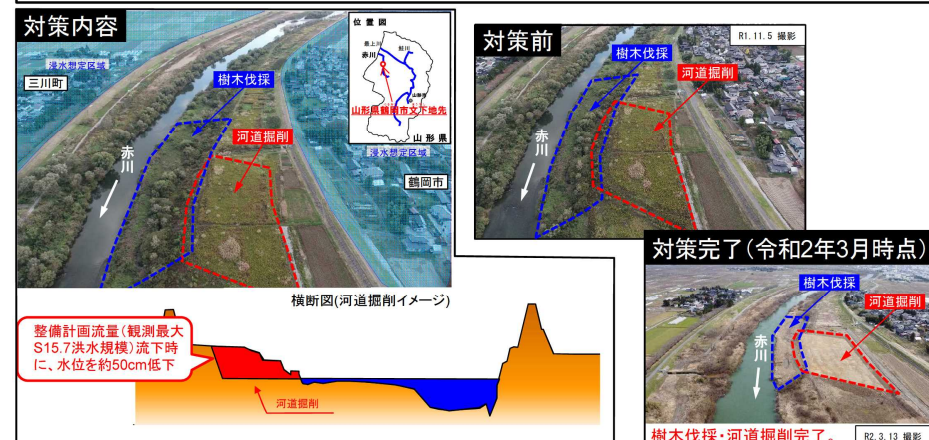 対策内容
浸水想定区域
三川町
樹木伐採
河道掘削
赤川
位置図
最上川
鮭川
赤川
山形市
山形県鶴岡市文下地先
山形県
浸水想定区域
鶴岡市
横断図(河道掘削イメージ)
整備計画流量(観測最大
S15.7洪水規模)流下時
に、水位を約50cm低下
河道掘削
対策前
R1.11.5 撮影
樹木伐採
河道掘削
赤川
対策完了(令和2年3月時点)
樹木伐採
河道掘削
赤川
樹木伐採・河道掘削完了。
R2.3.13 撮影